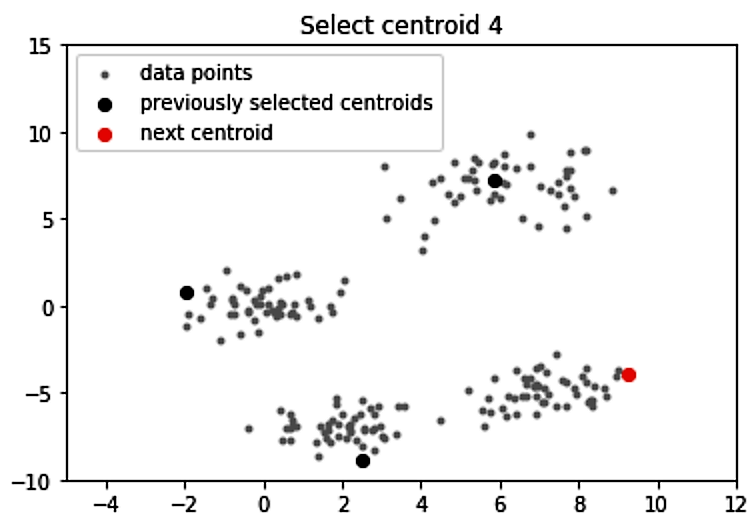 Select centroid 4
15
data points
previously selected centroids
next centroid
10
5
0
−5
−10
−4 −2 0 2 4 6 8 10 12